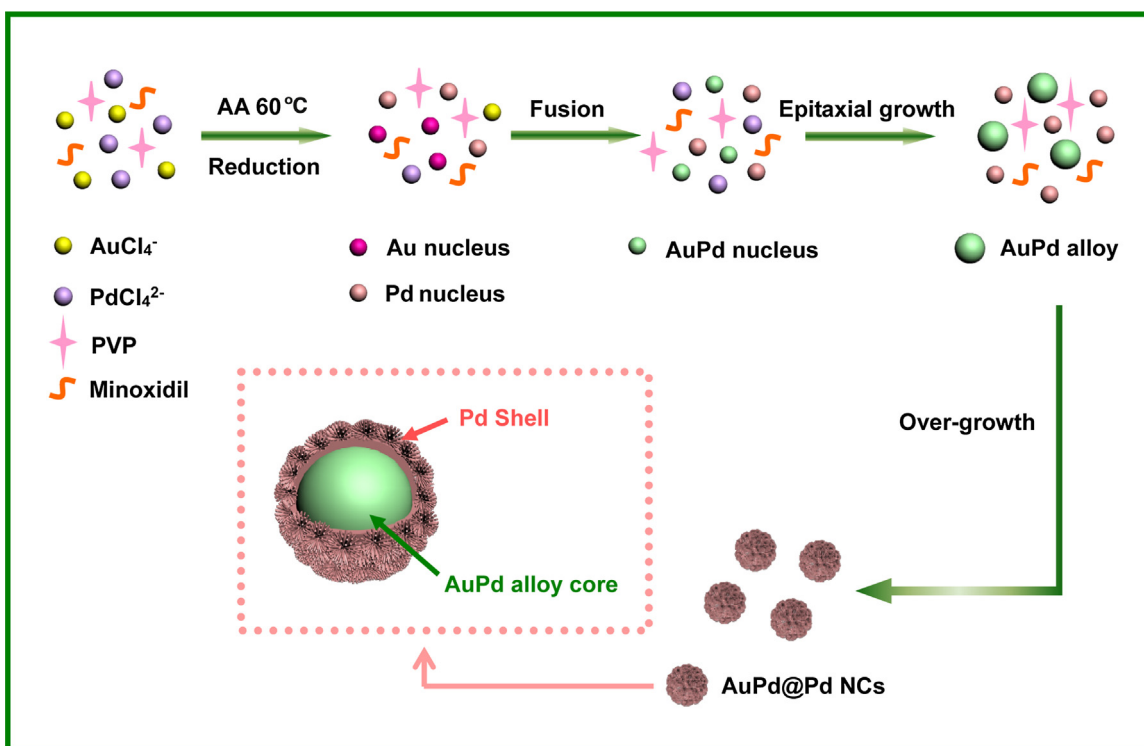 AA 60 °C
Reduction
Fusion
Epitaxial growth
AuCl₄⁻
Au nucleus
AuPd nucleus
AuPd alloy
PdCl₄²⁻
Pd nucleus
PVP
Minoxidil
Pd Shell
Over-growth
AuPd alloy core
AuPd@Pd NCs